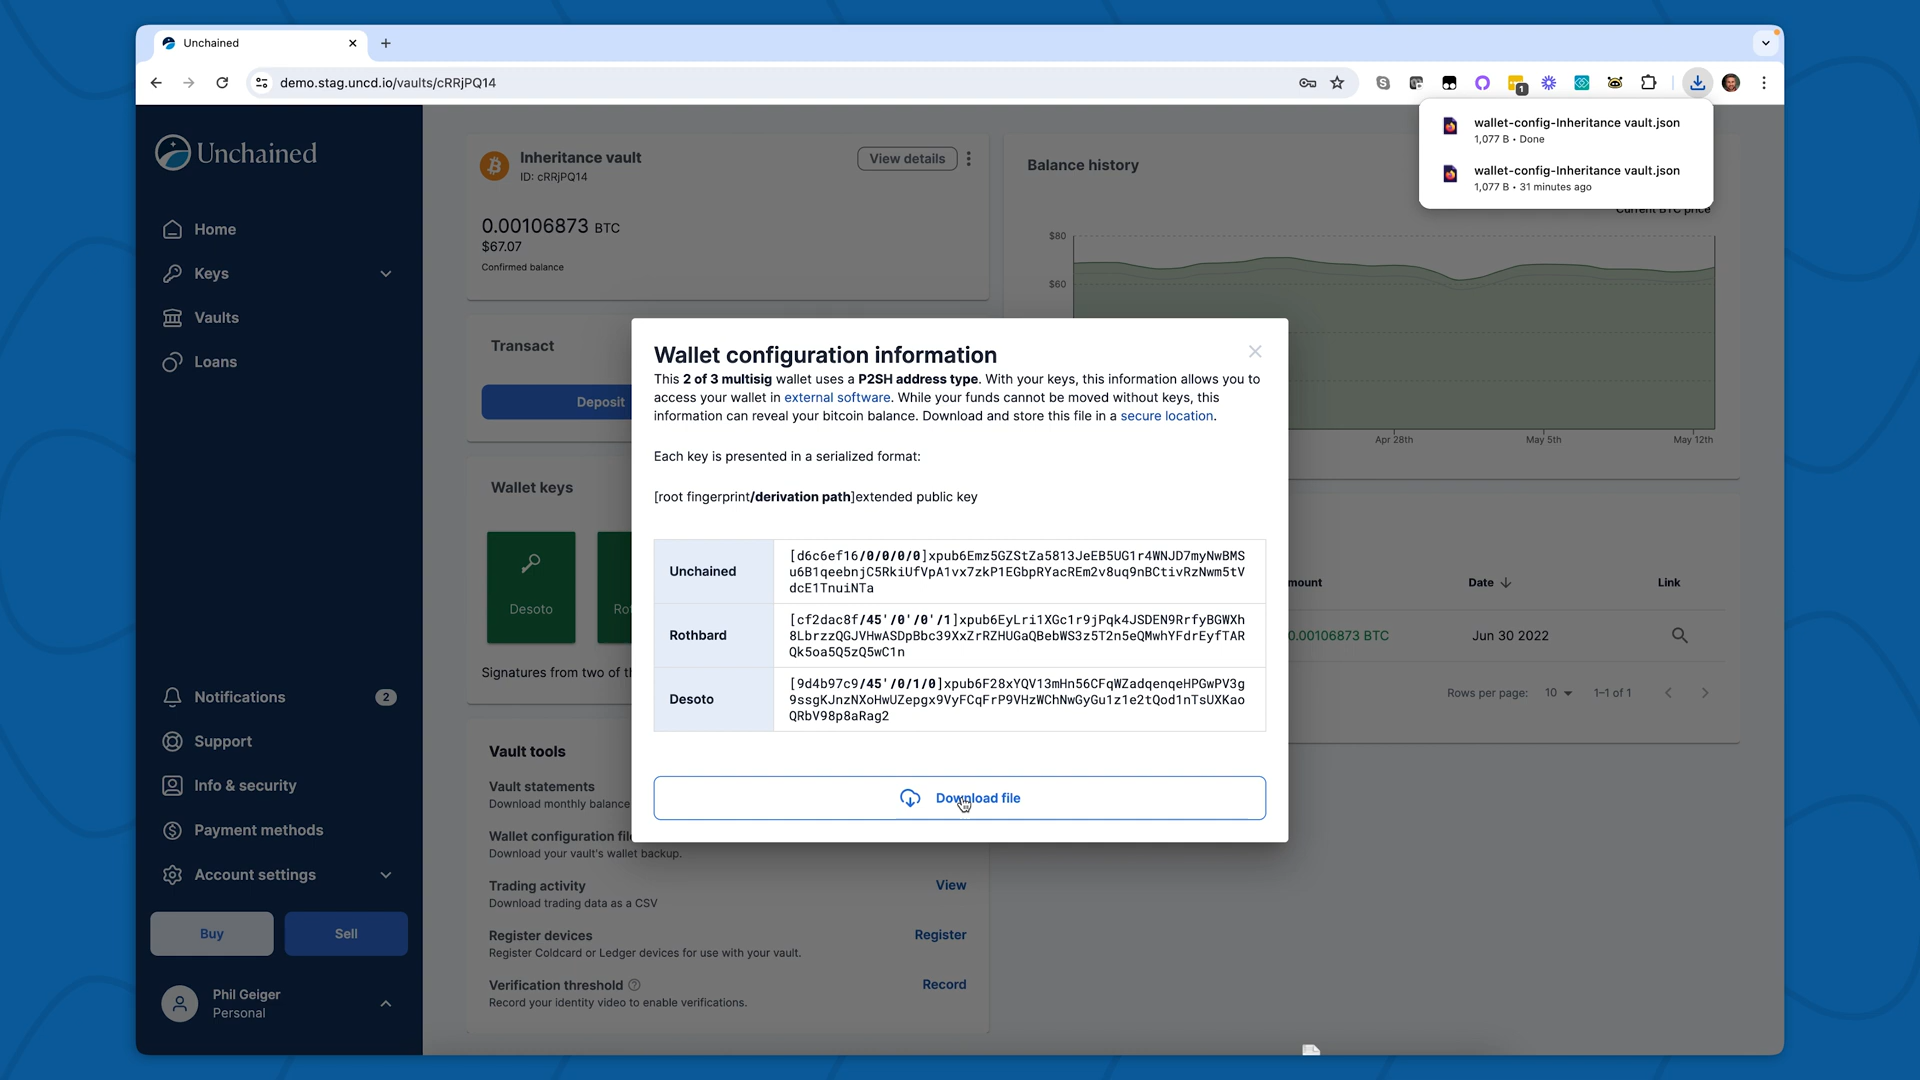 Unchained
demo.stag.uncd.io/vaults/cRRjPQ14
1
wallet-config-Inheritance vault.json
1,077 B • Done
wallet-config-Inheritance vault.json
1,077 B • 31 minutes ago
Unchained
Home
Keys
Vaults
Loans
Notifications 2
Support
Info & security
Payment methods
Account settings
Buy
Sell
Phil Geiger
Personal
Inheritance vault
ID: cRRjPQ14
View details
0.00106873 BTC
$67.07
Confirmed balance
Balance history
Current BTC price
$80
$60
Apr 28th
May 5th
May 12th
Transact
Deposit
Wallet keys
Desoto
Rot
Signatures from two of th
Wallet configuration information
This 2 of 3 multisig wallet uses a P2SH address type. With your keys, this information allows you to
access your wallet in external software. While your funds cannot be moved without keys, this
information can reveal your bitcoin balance. Download and store this file in a secure location.
Each key is presented in a serialized format:
[root fingerprint/derivation path]extended public key
Unchained
[d6c6ef16/0/0/0/0]xpub6Emz5GZStZa5813JeEB5UG1r4WNJD7myNwBMS
u6B1qeebnjC5RkiUfVpA1vx7zkP1EGbpRYacREm2v8uq9nBCtivRzNwm5tV
dcE1TnuiNTa
Rothbard
[cf2dac8f/45'/0'/0'/1]xpub6EyLri1XGc1r9jPqk4JSDEN9RrfyBGWXh
8LbrzzQGJVHwASDpBbc39XxZrRZHUGaQBebWS3z5T2n5eQMwhYFdrEyfTAR
Qk5oa5Q5zQ5wC1n
Desoto
[9d4b97c9/45'/0/1/0]xpub6F28xYQV13mHn56CFqWZadqenqeHPGwPV3g
9ssgKJnzNXoHwUZepgx9VyFCqFrP9VHzWChNwGyGu1z1e2tQod1nTsUXKao
QRbV98p8aRag2
Download file
mount
Date
Link
0.00106873 BTC
Jun 30 2022
Rows per page: 10
1–1 of 1
Vault tools
Vault statements
Download monthly balance
Wallet configuration fil
Download your vault's wallet backup.
Trading activity
View
Download trading data as a CSV
Register devices
Register
Register Coldcard or Ledger devices for use with your vault.
Verification threshold
Record
Record your identity video to enable verifications.